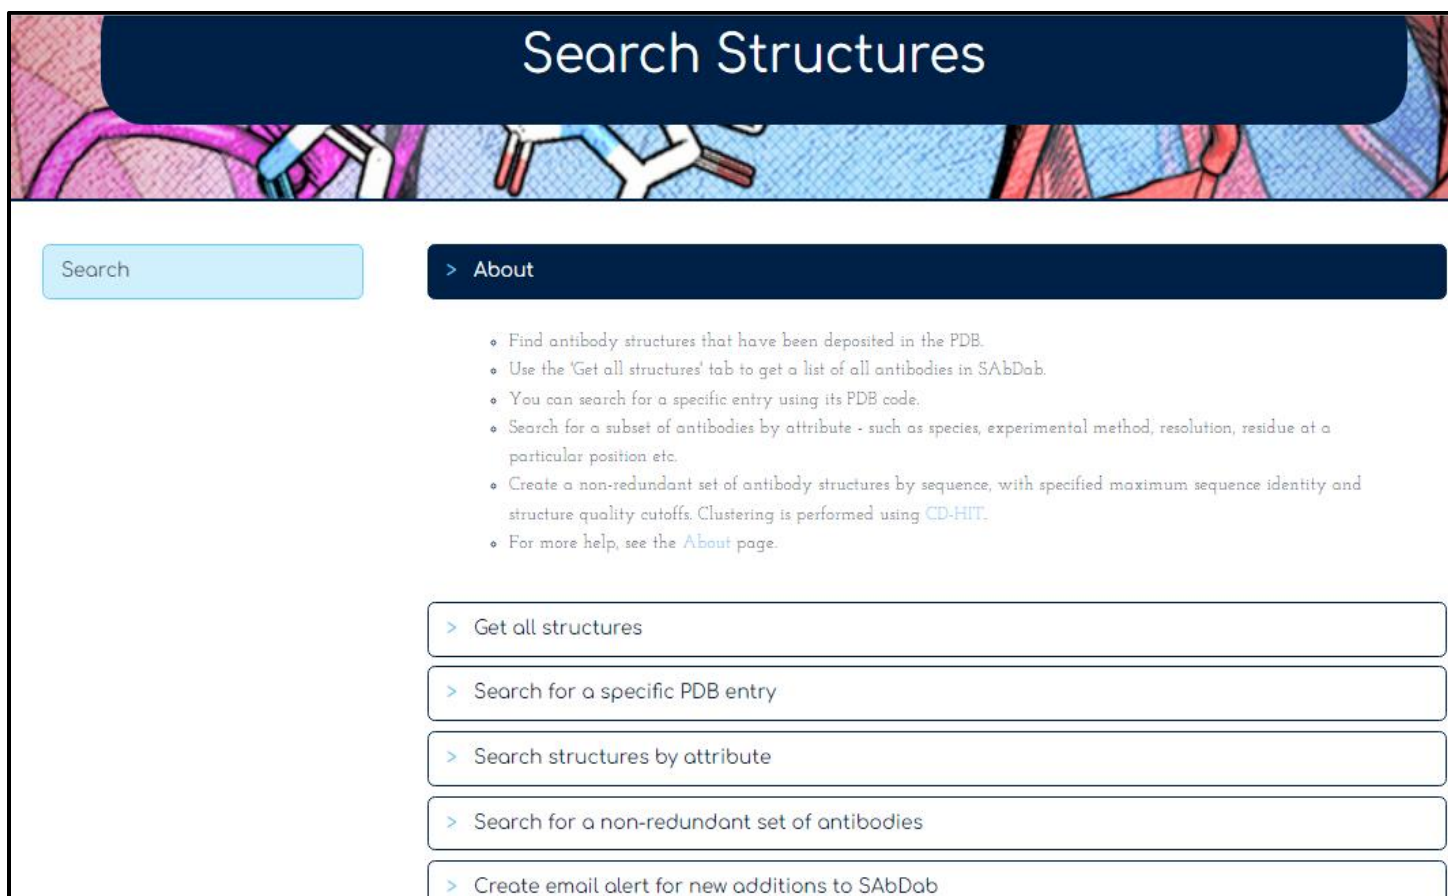 Search Structures
Search
> About
Find antibody structures that have been deposited in the PDB.
Use the 'Get all structures' tab to get a list of all antibodies in SAbDab.
You can search for a specific entry using its PDB code.
Search for a subset of antibodies by attribute - such as species, experimental method, resolution, residue at a
particular position etc.
Create a non-redundant set of antibody structures by sequence, with specified maximum sequence identity and
structure quality cutoffs. Clustering is performed using CD-HIT.
For more help, see the About page.
> Get all structures
> Search for a specific PDB entry
> Search structures by attribute
> Search for a non-redundant set of antibodies
> Create email alert for new additions to SAbDab